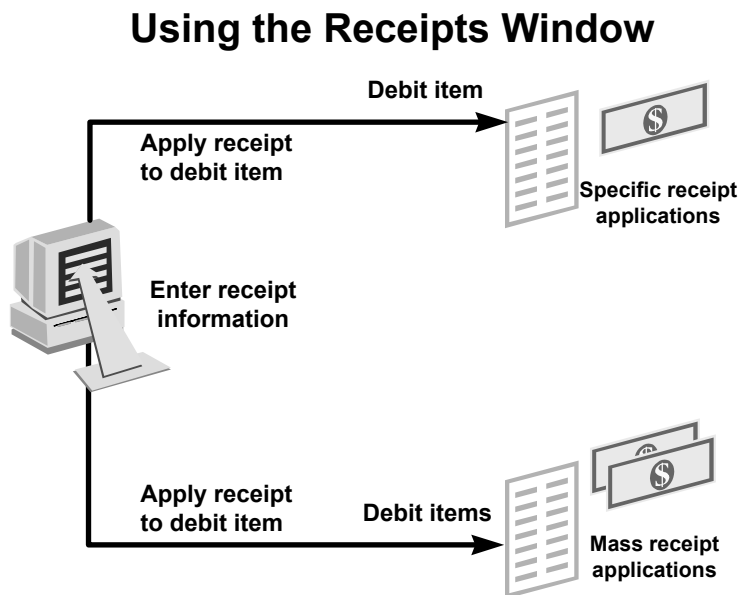 Using the Receipts Window
Debit item
Apply receipt
to debit item
$
Specific receipt
applications
Enter receipt
information
$
$
Apply receipt
to debit item
Debit items
Mass receipt
applications